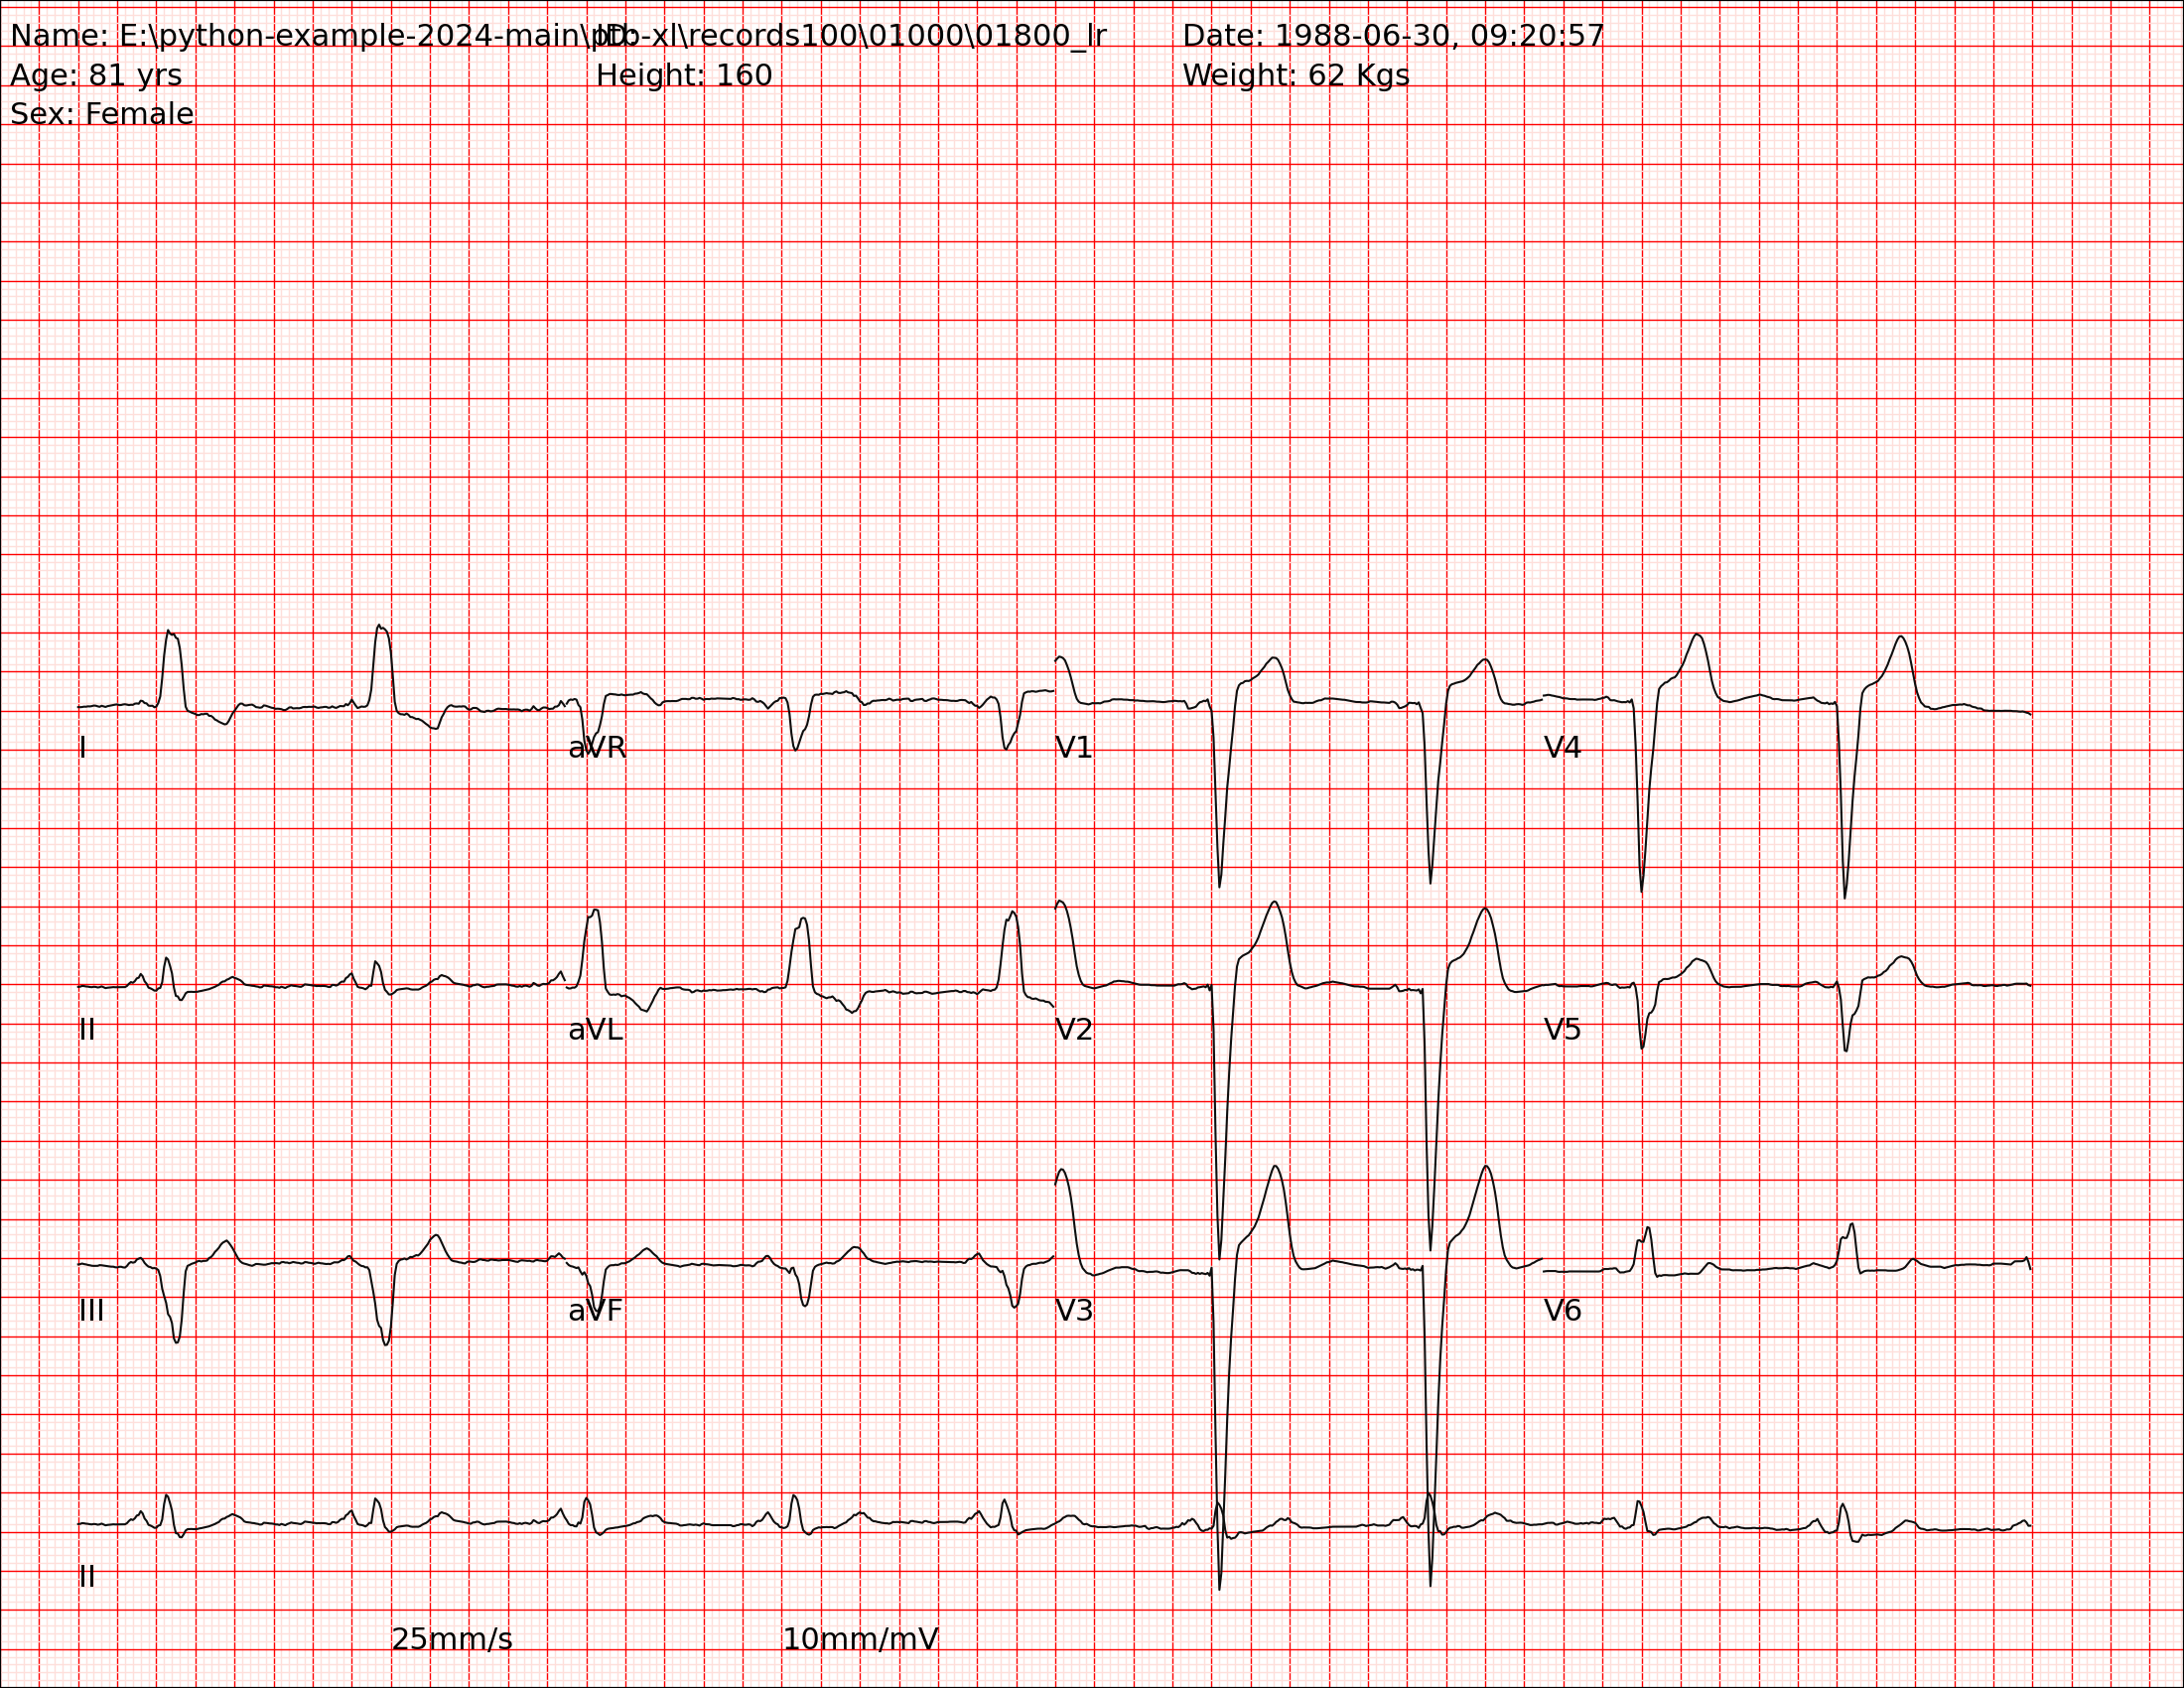 Name: E:\python-example-2024-main\ptb-xl\records100\01000\01800_lr ID: Date: 1988-06-30, 09:20:57
Age: 81 yrs Height: 160 Weight: 62 Kgs
Sex: Female
I aVR V1 V4
II aVL V2 V5
III aVF V3 V6
II
25mm/s 10mm/mV